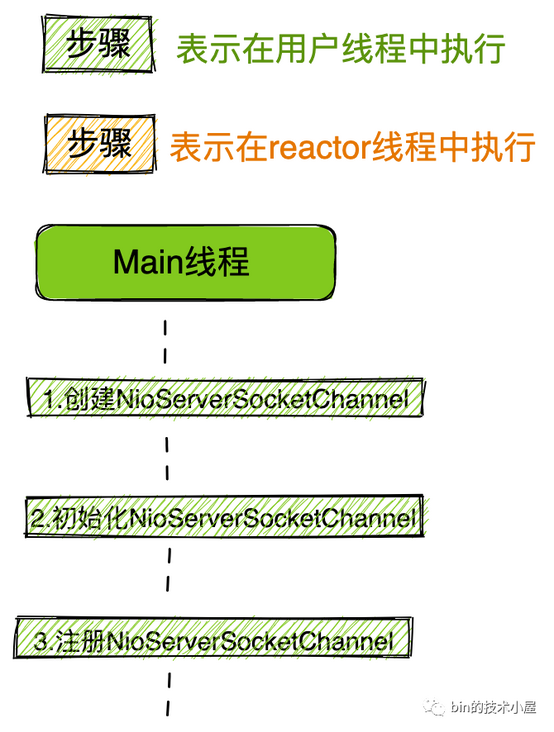 步骤 表示在用户线程中执行
步骤 表示在reactor线程中执行
Main线程
1.创建NioServerSocketChannel
2.初始化NioServerSocketChannel
3.注册NioServerSocketChannel
bin的技术小屋